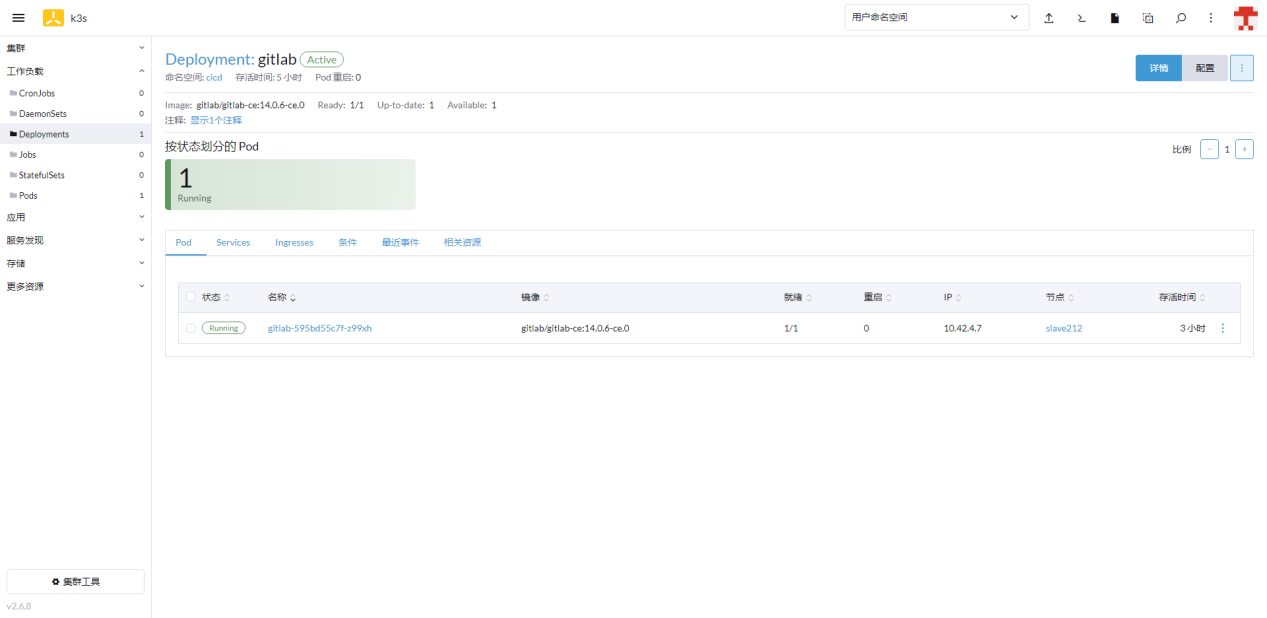 k3s
用户命名空间
集群
工作负载
CronJobs 0
DaemonSets 0
Deployments 1
Jobs 0
StatefulSets 0
Pods 1
应用
服务发现
存储
更多资源
集群工具
v2.6.8
Deployment: gitlab Active
命名空间: cicd 存活时间: 5 小时 Pod 重启: 0
详情 配置
Image: gitlab/gitlab-ce:14.0.6-ce.0 Ready: 1/1 Up-to-date: 1 Available: 1
注释: 显示1个注释
按状态划分的 Pod
比例 − 1 +
1
Running
Pod Services Ingresses 条件 最近事件 相关资源
状态 名称 镜像 就绪 重启 IP 节点 存活时间
Running gitlab-595bd55c7f-z99xh gitlab/gitlab-ce:14.0.6-ce.0 1/1 0 10.42.4.7 slave212 3 小时